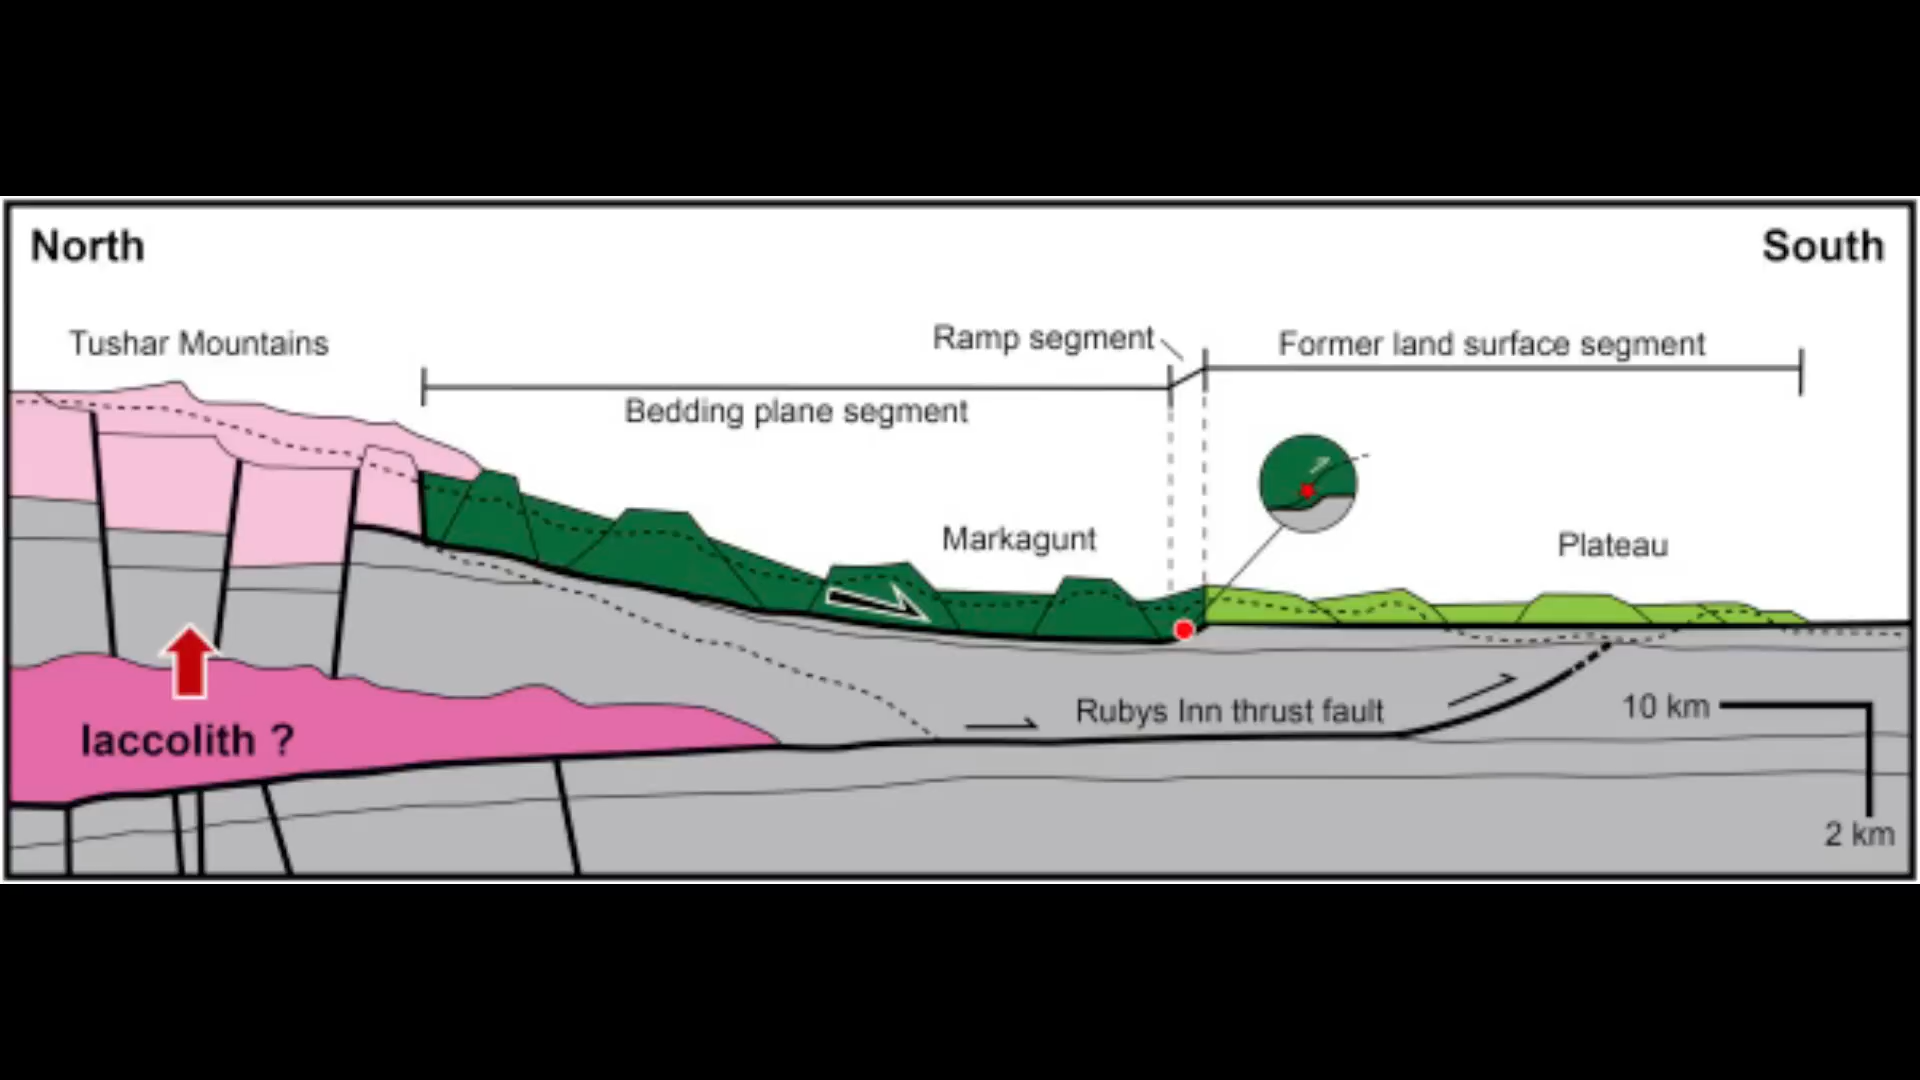 North
South
Tushar Mountains
Ramp segment
Former land surface segment
Bedding plane segment
Markagunt
Plateau
Rubys Inn thrust fault
10 km
2 km
laccolith ?